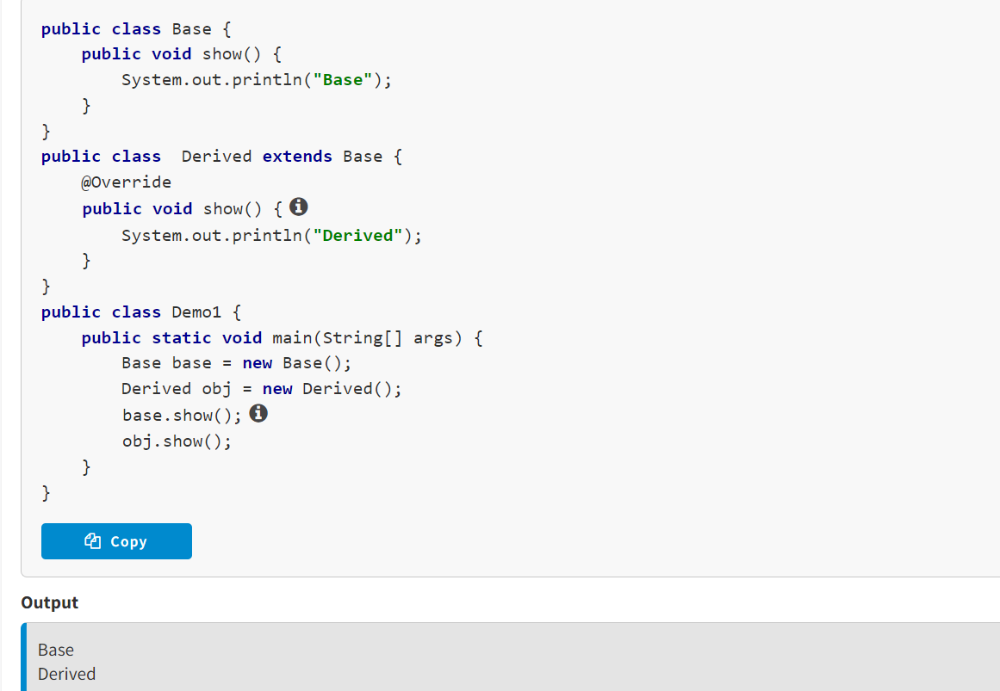 public class Base {
    public void show() {
        System.out.println("Base");
    }
}
public class  Derived extends Base {
    @Override
    public void show() {
        System.out.println("Derived");
    }
}
public class Demo1 {
    public static void main(String[] args) {
        Base base = new Base();
        Derived obj = new Derived();
        base.show();
        obj.show();
    }
}
Copy
Output
Base
Derived